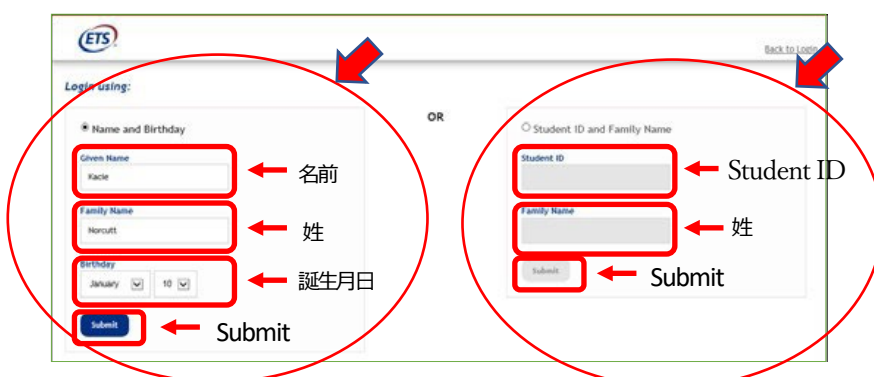 ETS
Back to Login
Login using:
Name and Birthday
Given Name
Kacie
名前
Family Name
Norcutt
姓
Birthday
January 10
誕生月日
Submit
Submit
OR
Student ID and Family Name
Student ID
Student ID
Family Name
姓
Submit
Submit